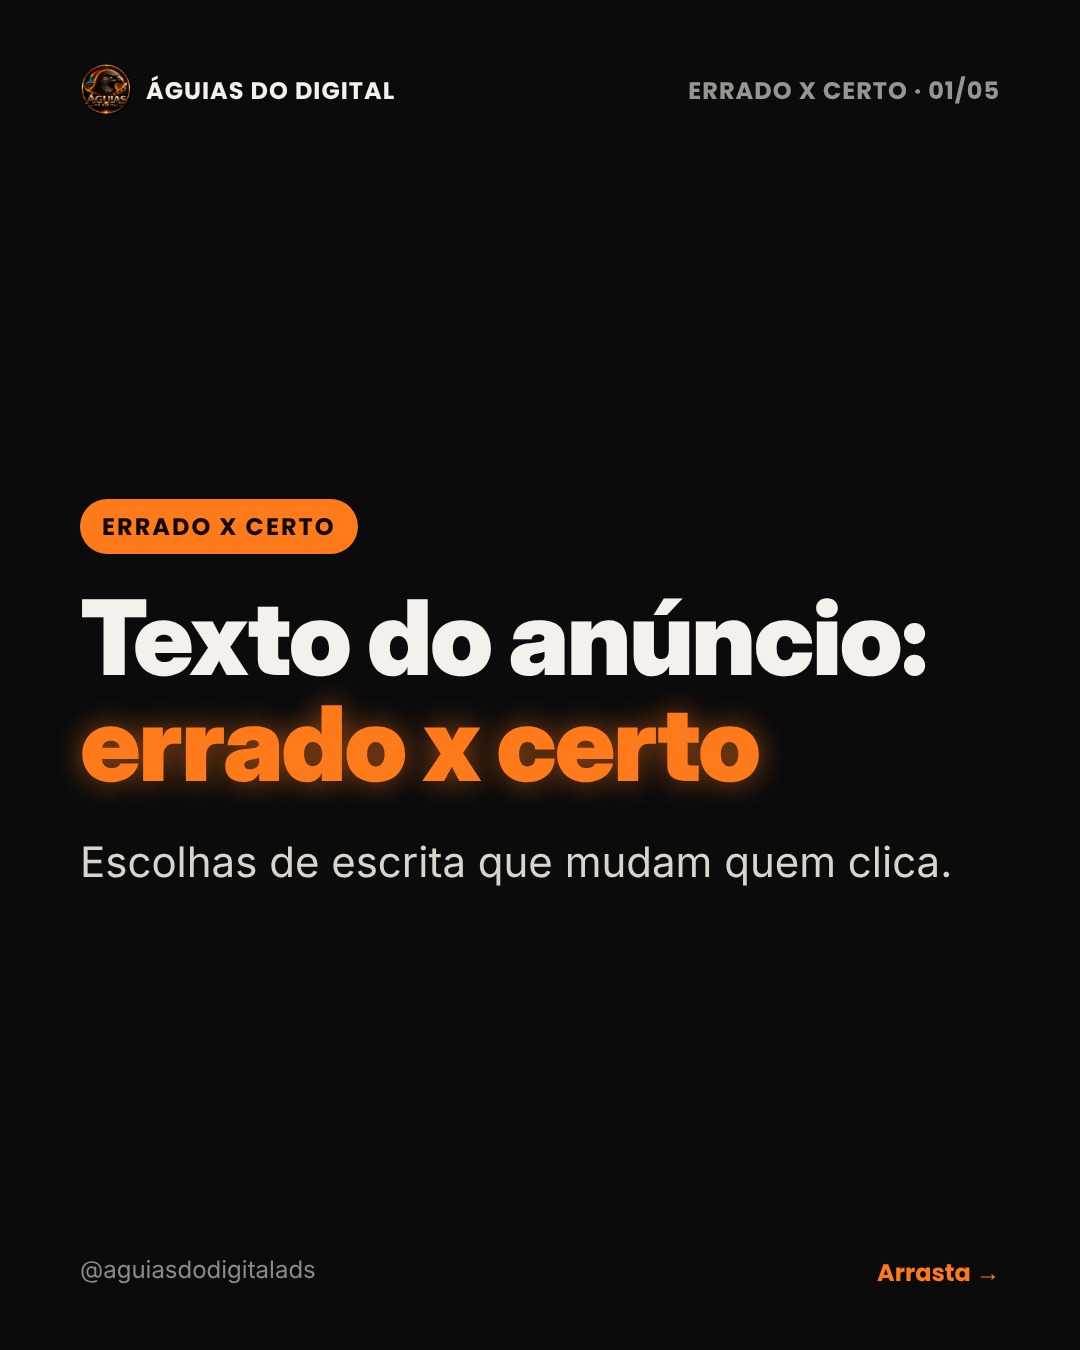 ÁGUIAS DO DIGITAL
ERRADO X CERTO · 01/05
ÁGUIAS
ERRADO X CERTO
Texto do anúncio:
errado x certo
Escolhas de escrita que mudam quem clica.
@aguiasdodigitalads
Arrasta →